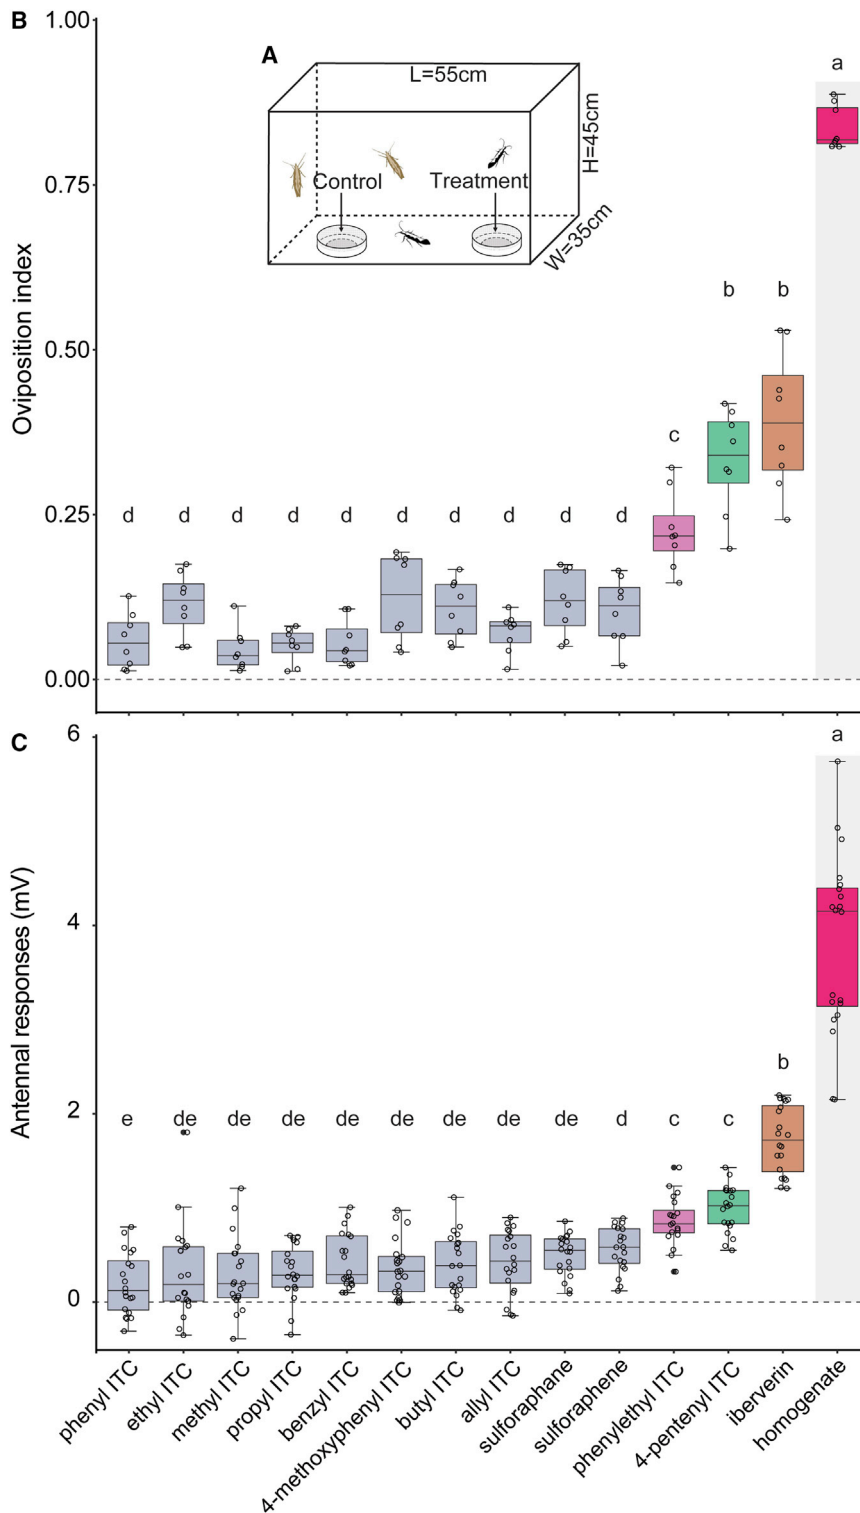 B
1.00
0.75
0.50
0.25
0.00
Oviposition index
A
L=55cm
H=45cm
W=35cm
Control
Treatment
d
d
d
d
d
d
d
d
d
d
c
b
b
a
C
6
4
2
0
Antennal responses (mV)
e
de
de
de
de
de
de
de
de
d
c
c
b
a
phenyl ITC
ethyl ITC
methyl ITC
propyl ITC
benzyl ITC
4-methoxyphenyl ITC
butyl ITC
allyl ITC
sulforaphane
sulforaphene
phenylethyl ITC
4-pentenyl ITC
iberverin
homogenate